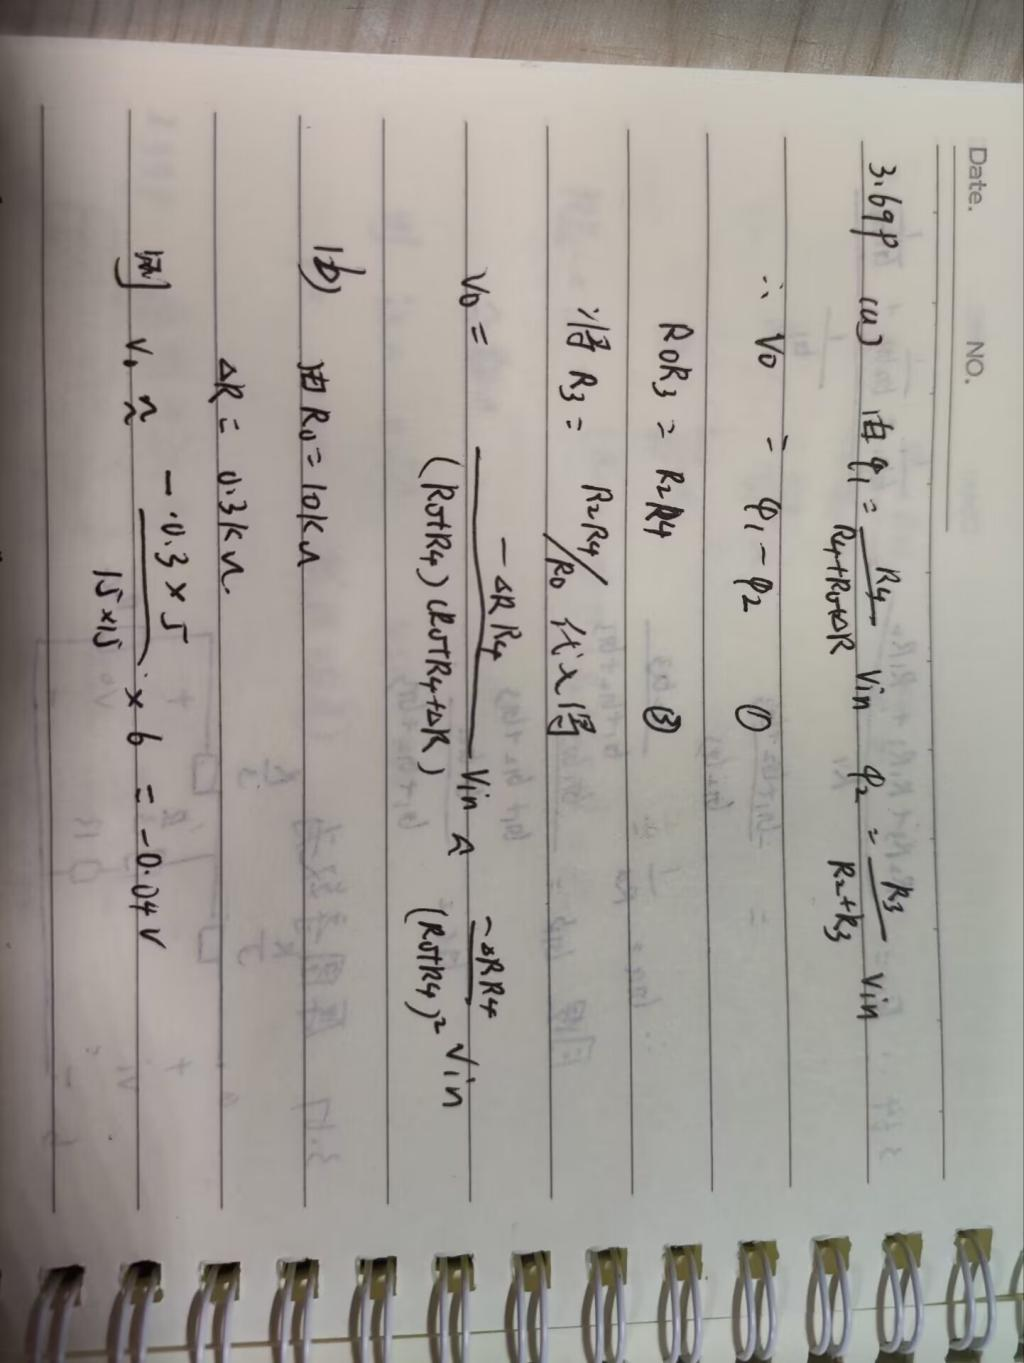 Date. NO.
3.69P (a) 由 φ1 = R4/(R4+R0+ΔR) Vin φ2 = R3/(R2+R3) = Vin
∴ V0 = φ1 - φ2 ①
R0R3 = R2R4 ②
将 R3 = R2R4/R0 代入得
V0 = -ΔR R4/((R0+R4)(R0+R4+ΔR)) Vin ≈ -ΔR R4/(R0+R4)² Vin
(b) 由 R0 = 10kΩ
ΔR = 0.3kΩ
则 V0 ≈ -0.3×5/(15×15) × 6 = -0.04V